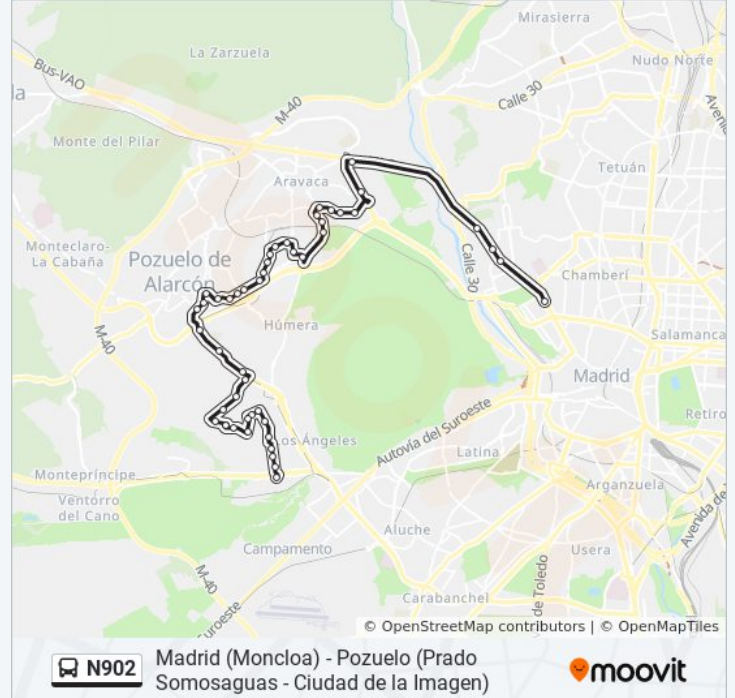 Mirasierra
La Zarzuela
Nudo Norte
Bus-VAO
Calle 30
M-40
la
Monte del Pilar
Tetuán
Aravaca
Monteclaro-
La Cabaña
Pozuelo de
Alarcón
Calle 30
Chamberí
Húmera
M-40
Salamanca
Madrid
Retiro
Autovía del Suroeste
Los Ángeles
Latina
Montepríncipe
Arganzuela
Ventorro
del Cano
Aluche
Avenida de
Campamento
Usera
M-40
de Toledo
Carabanchel
uroeste
© OpenStreetMap contributors | © OpenMapTiles
N902
Madrid (Moncloa) - Pozuelo (Prado
Somosaguas - Ciudad de la Imagen)
moovit